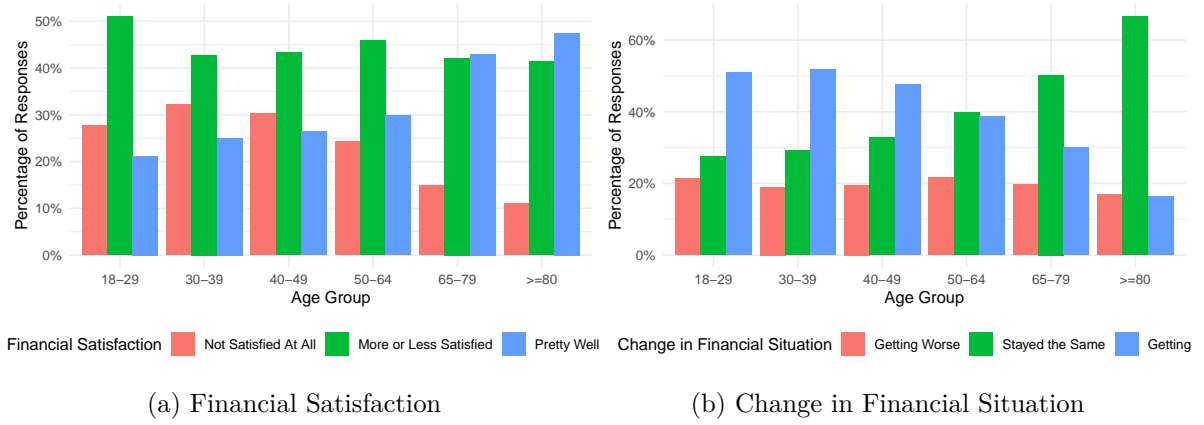 Percentage of Responses
50%
40%
30%
20%
10%
0%
18–29 30–39 40–49 50–64 65–79 >=80
Age Group
Financial Satisfaction Not Satisfied At All More or Less Satisfied Pretty Well
(a) Financial Satisfaction
Percentage of Responses
60%
40%
20%
0%
18–29 30–39 40–49 50–64 65–79 >=80
Age Group
Change in Financial Situation Getting Worse Stayed the Same Getting
(b) Change in Financial Situation